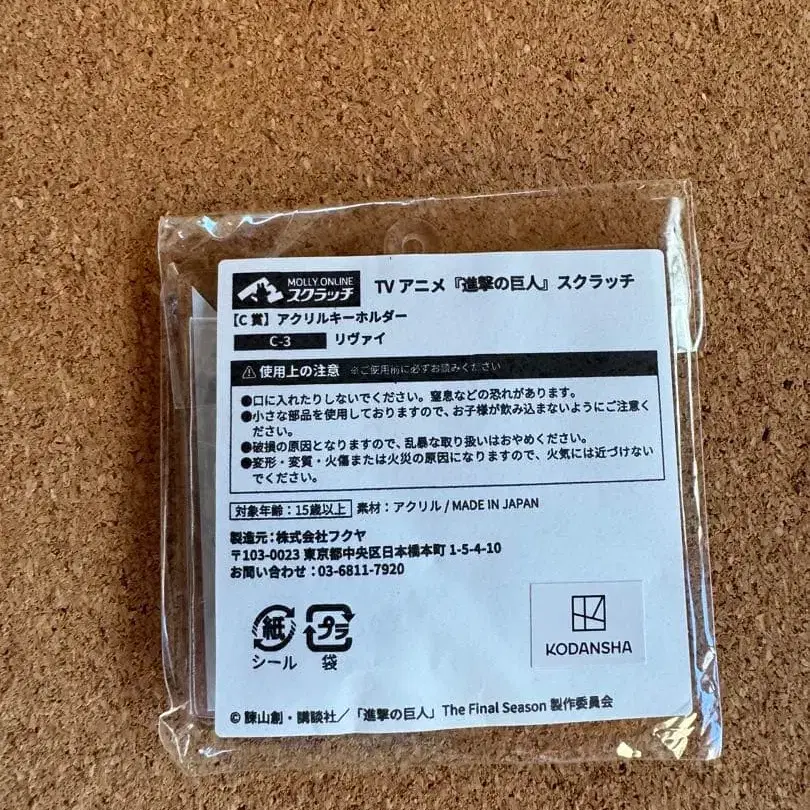 MOLLY.ONLINE
スクラッチ
TVアニメ『進撃の巨人』スクラッチ
【C賞】アクリルキーホルダー
C-3 リヴァイ
⚠使用上の注意 ※ご使用前に必ずお読みください
●口に入れたりしないでください。窒息などの恐れがあります。
●小さな部品を使用しておりますので、お子様が飲み込まないようにご注意く
ださい。
●破損の原因となりますので、乱暴な取り扱いはおやめください。
●変形・変質・火傷または火災の原因になりますので、火気には近づけない
でください。
対象年齢：15歳以上 素材：アクリル / MADE IN JAPAN
製造元：株式会社フクヤ
〒103-0023 東京都中央区日本橋本町 1-5-4-10
お問い合わせ：03-6811-7920
紙 プラ
シール 袋
KODANSHA
© 諫山創・講談社／「進撃の巨人」The Final Season 製作委員会